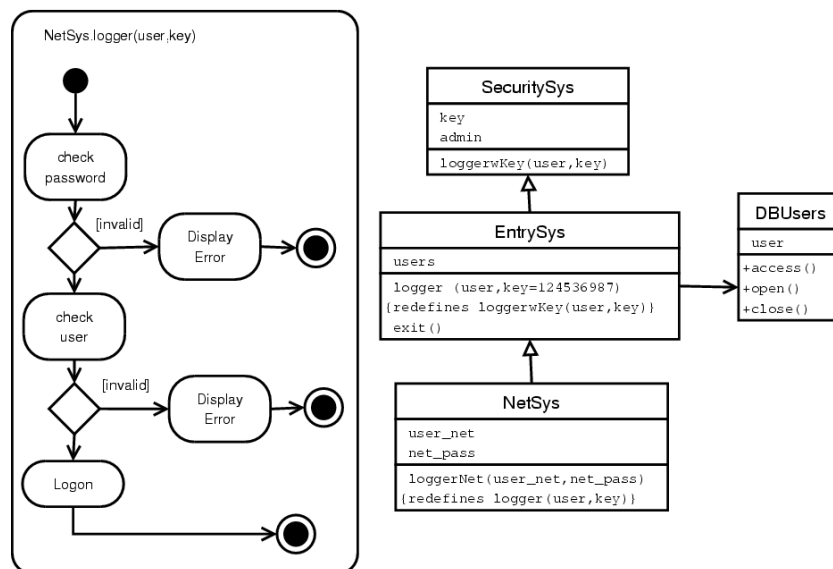 NetSys.logger(user,key)
check
password
[invalid]
Display
Error
check
user
[invalid]
Display
Error
Logon
SecuritySys
key
admin
loggerwKey(user,key)
EntrySys
users
logger (user,key=124536987)
{redefines loggerwKey(user,key)}
exit()
DBUsers
user
+access()
+open()
+close()
NetSys
user_net
net_pass
loggerNet(user_net,net_pass)
{redefines logger(user,key)}